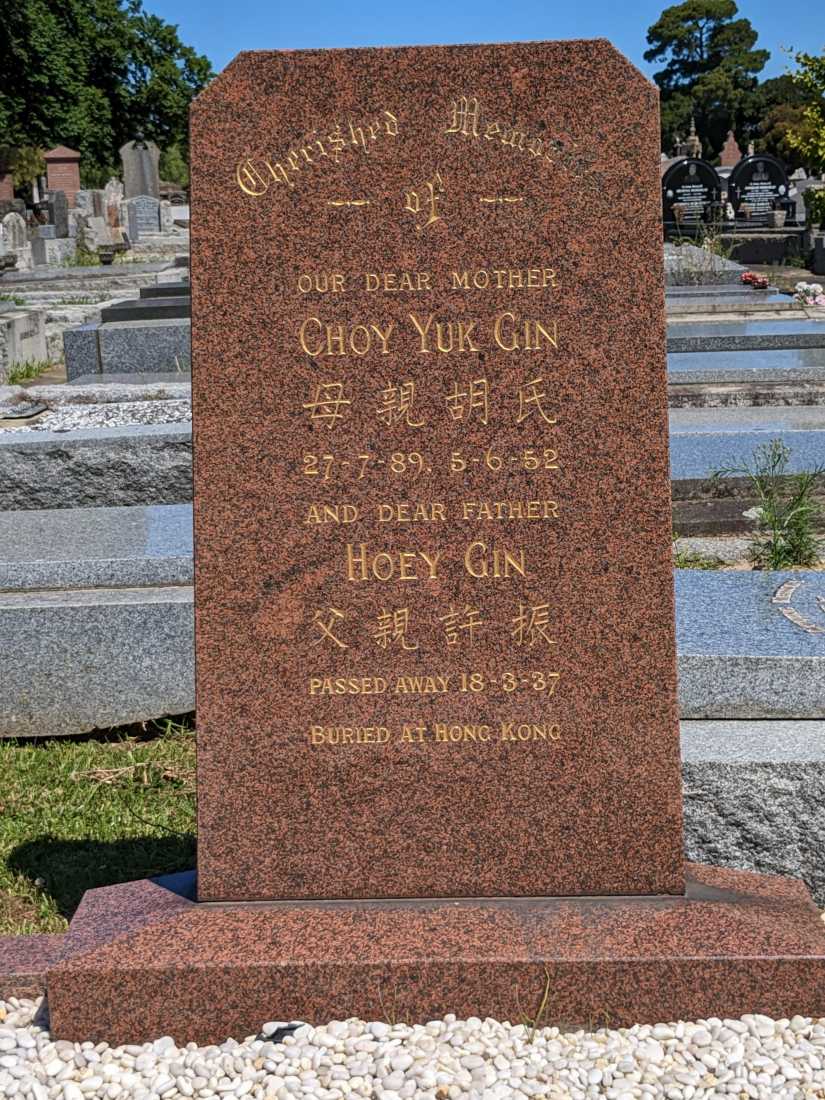 Cherished Memories
of
OUR DEAR MOTHER
CHOY YUK GIN
母親胡氏
27-7-89. 5-6-52
AND DEAR FATHER
HOEY GIN
父親許振
PASSED AWAY 18-3-37
BURIED AT HONG KONG